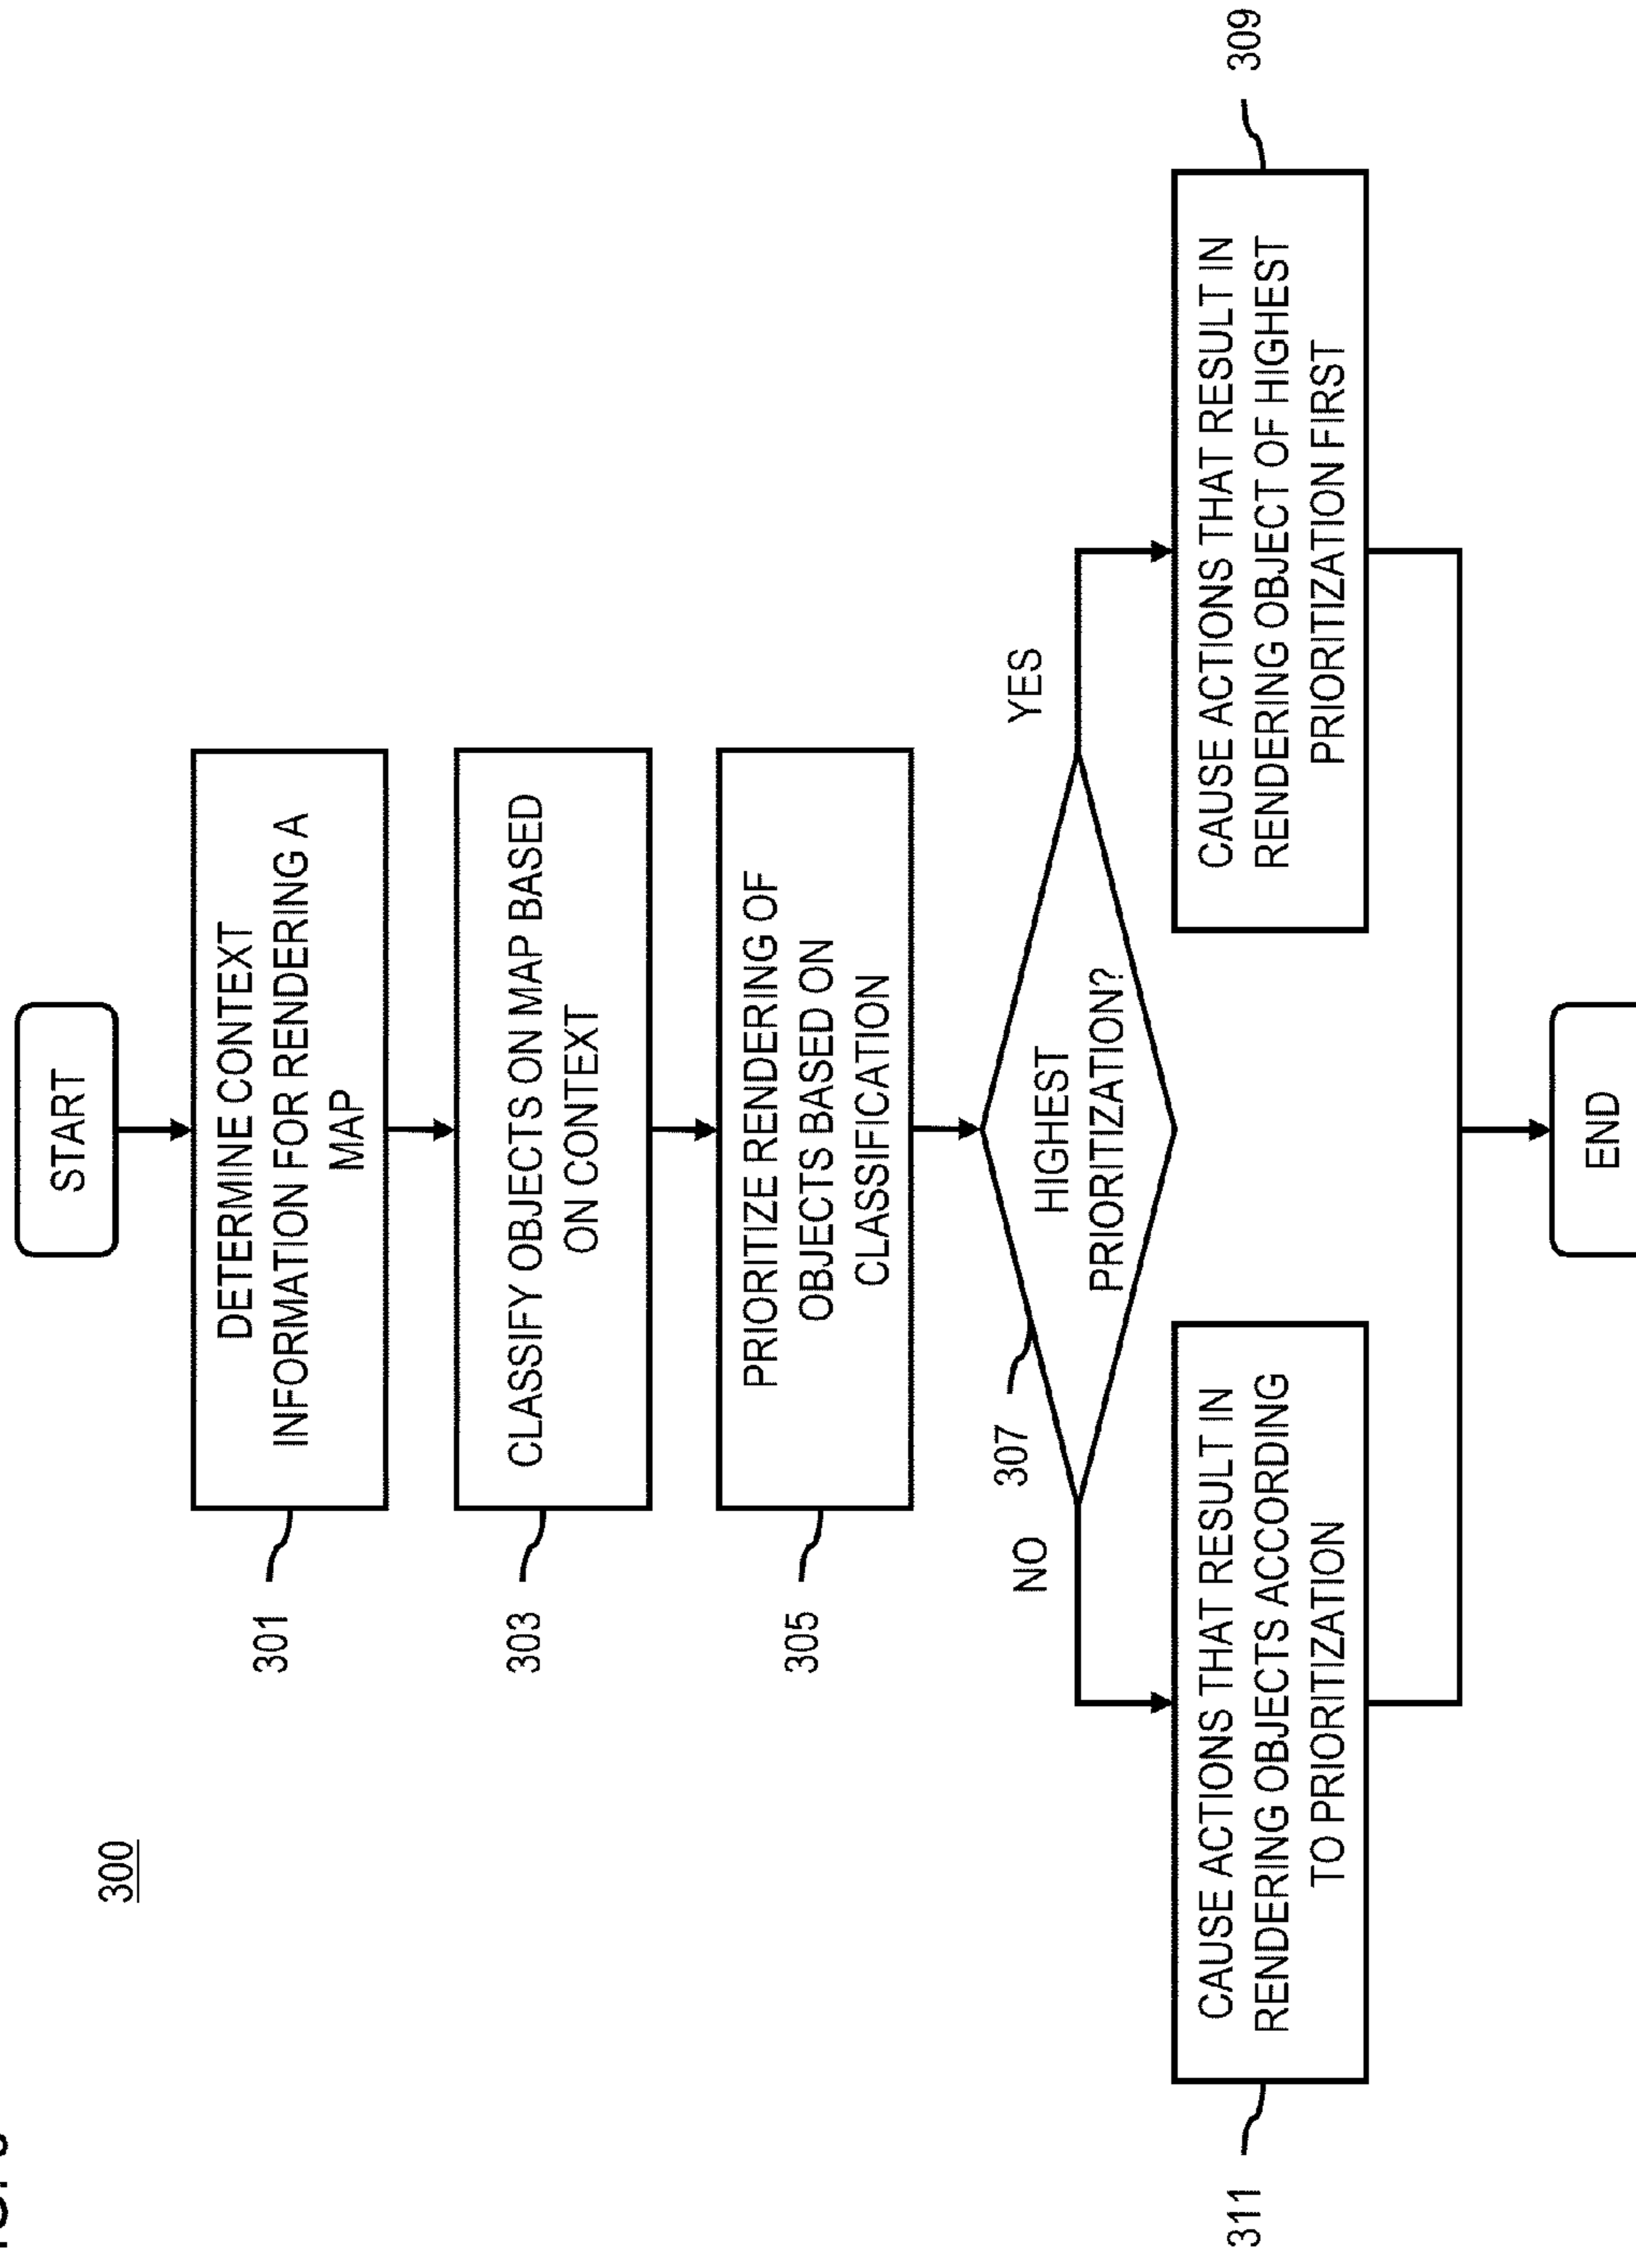 300
START
301
DETERMINE CONTEXT
INFORMATION FOR RENDERING A
MAP
303
CLASSIFY OBJECTS ON MAP BASED
ON CONTEXT
305
PRIORITIZE RENDERING OF
OBJECTS BASED ON
CLASSIFICATION
307
HIGHEST
PRIORITIZATION?
NO
YES
311
CAUSE ACTIONS THAT RESULT IN
RENDERING OBJECTS ACCORDING
TO PRIORITIZATION
CAUSE ACTIONS THAT RESULT IN
RENDERING OBJECT OF HIGHEST
PRIORITIZATION FIRST
309
END